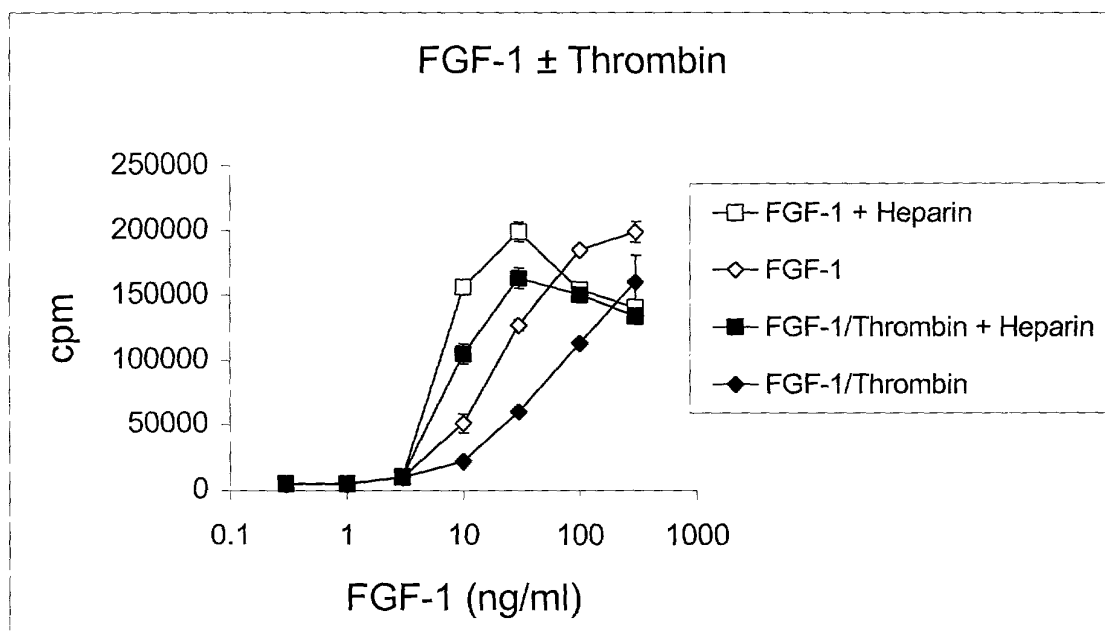 FGF-1 ± Thrombin
250000
200000
150000
100000
50000
0
cpm
0.1 1 10 100 1000
FGF-1 (ng/ml)
FGF-1 + Heparin
FGF-1
FGF-1/Thrombin + Heparin
FGF-1/Thrombin